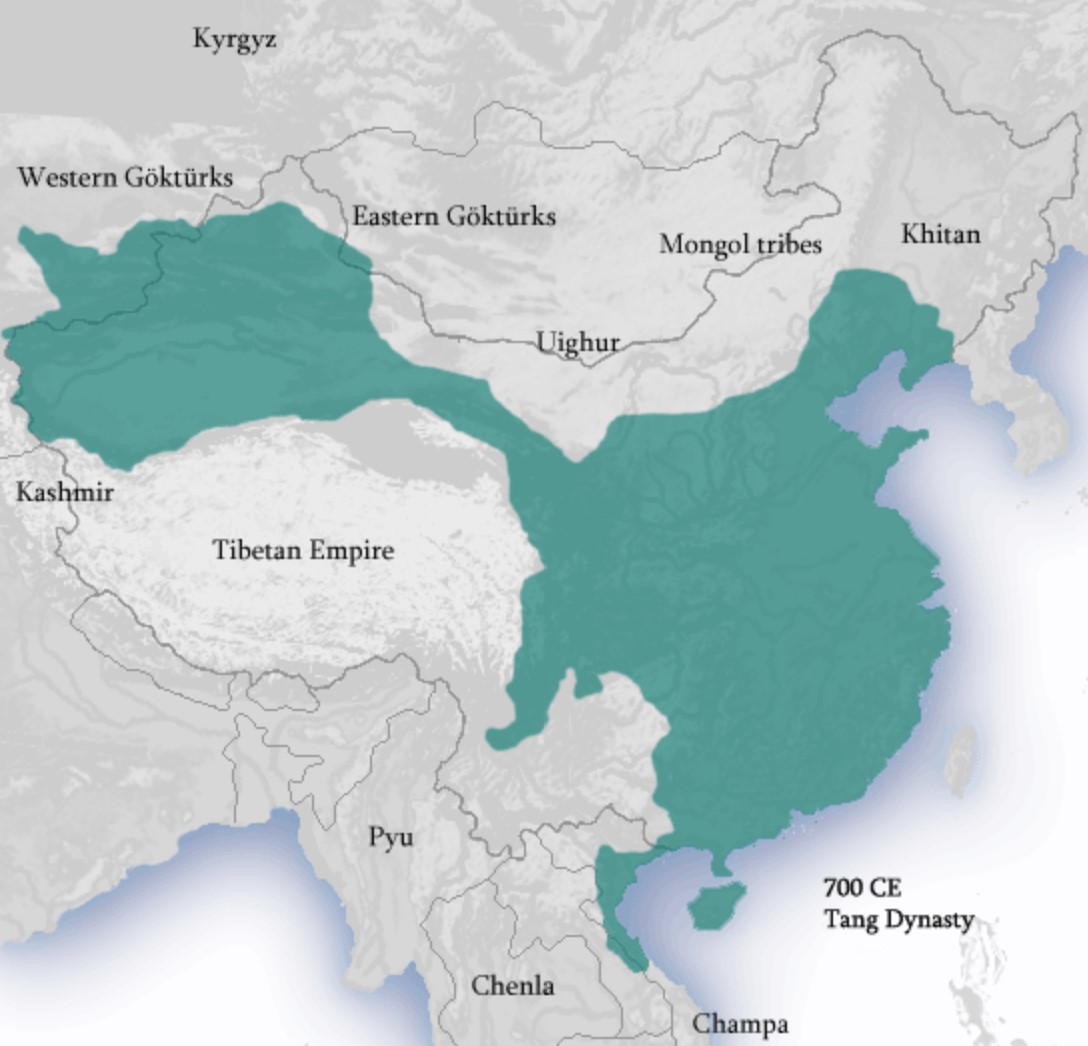 Kyrgyz
Western Göktürks
Eastern Göktürks
Mongol tribes
Khitan
Uighur
Kashmir
Tibetan Empire
Pyu
700 CE
Tang Dynasty
Chenla
Champa